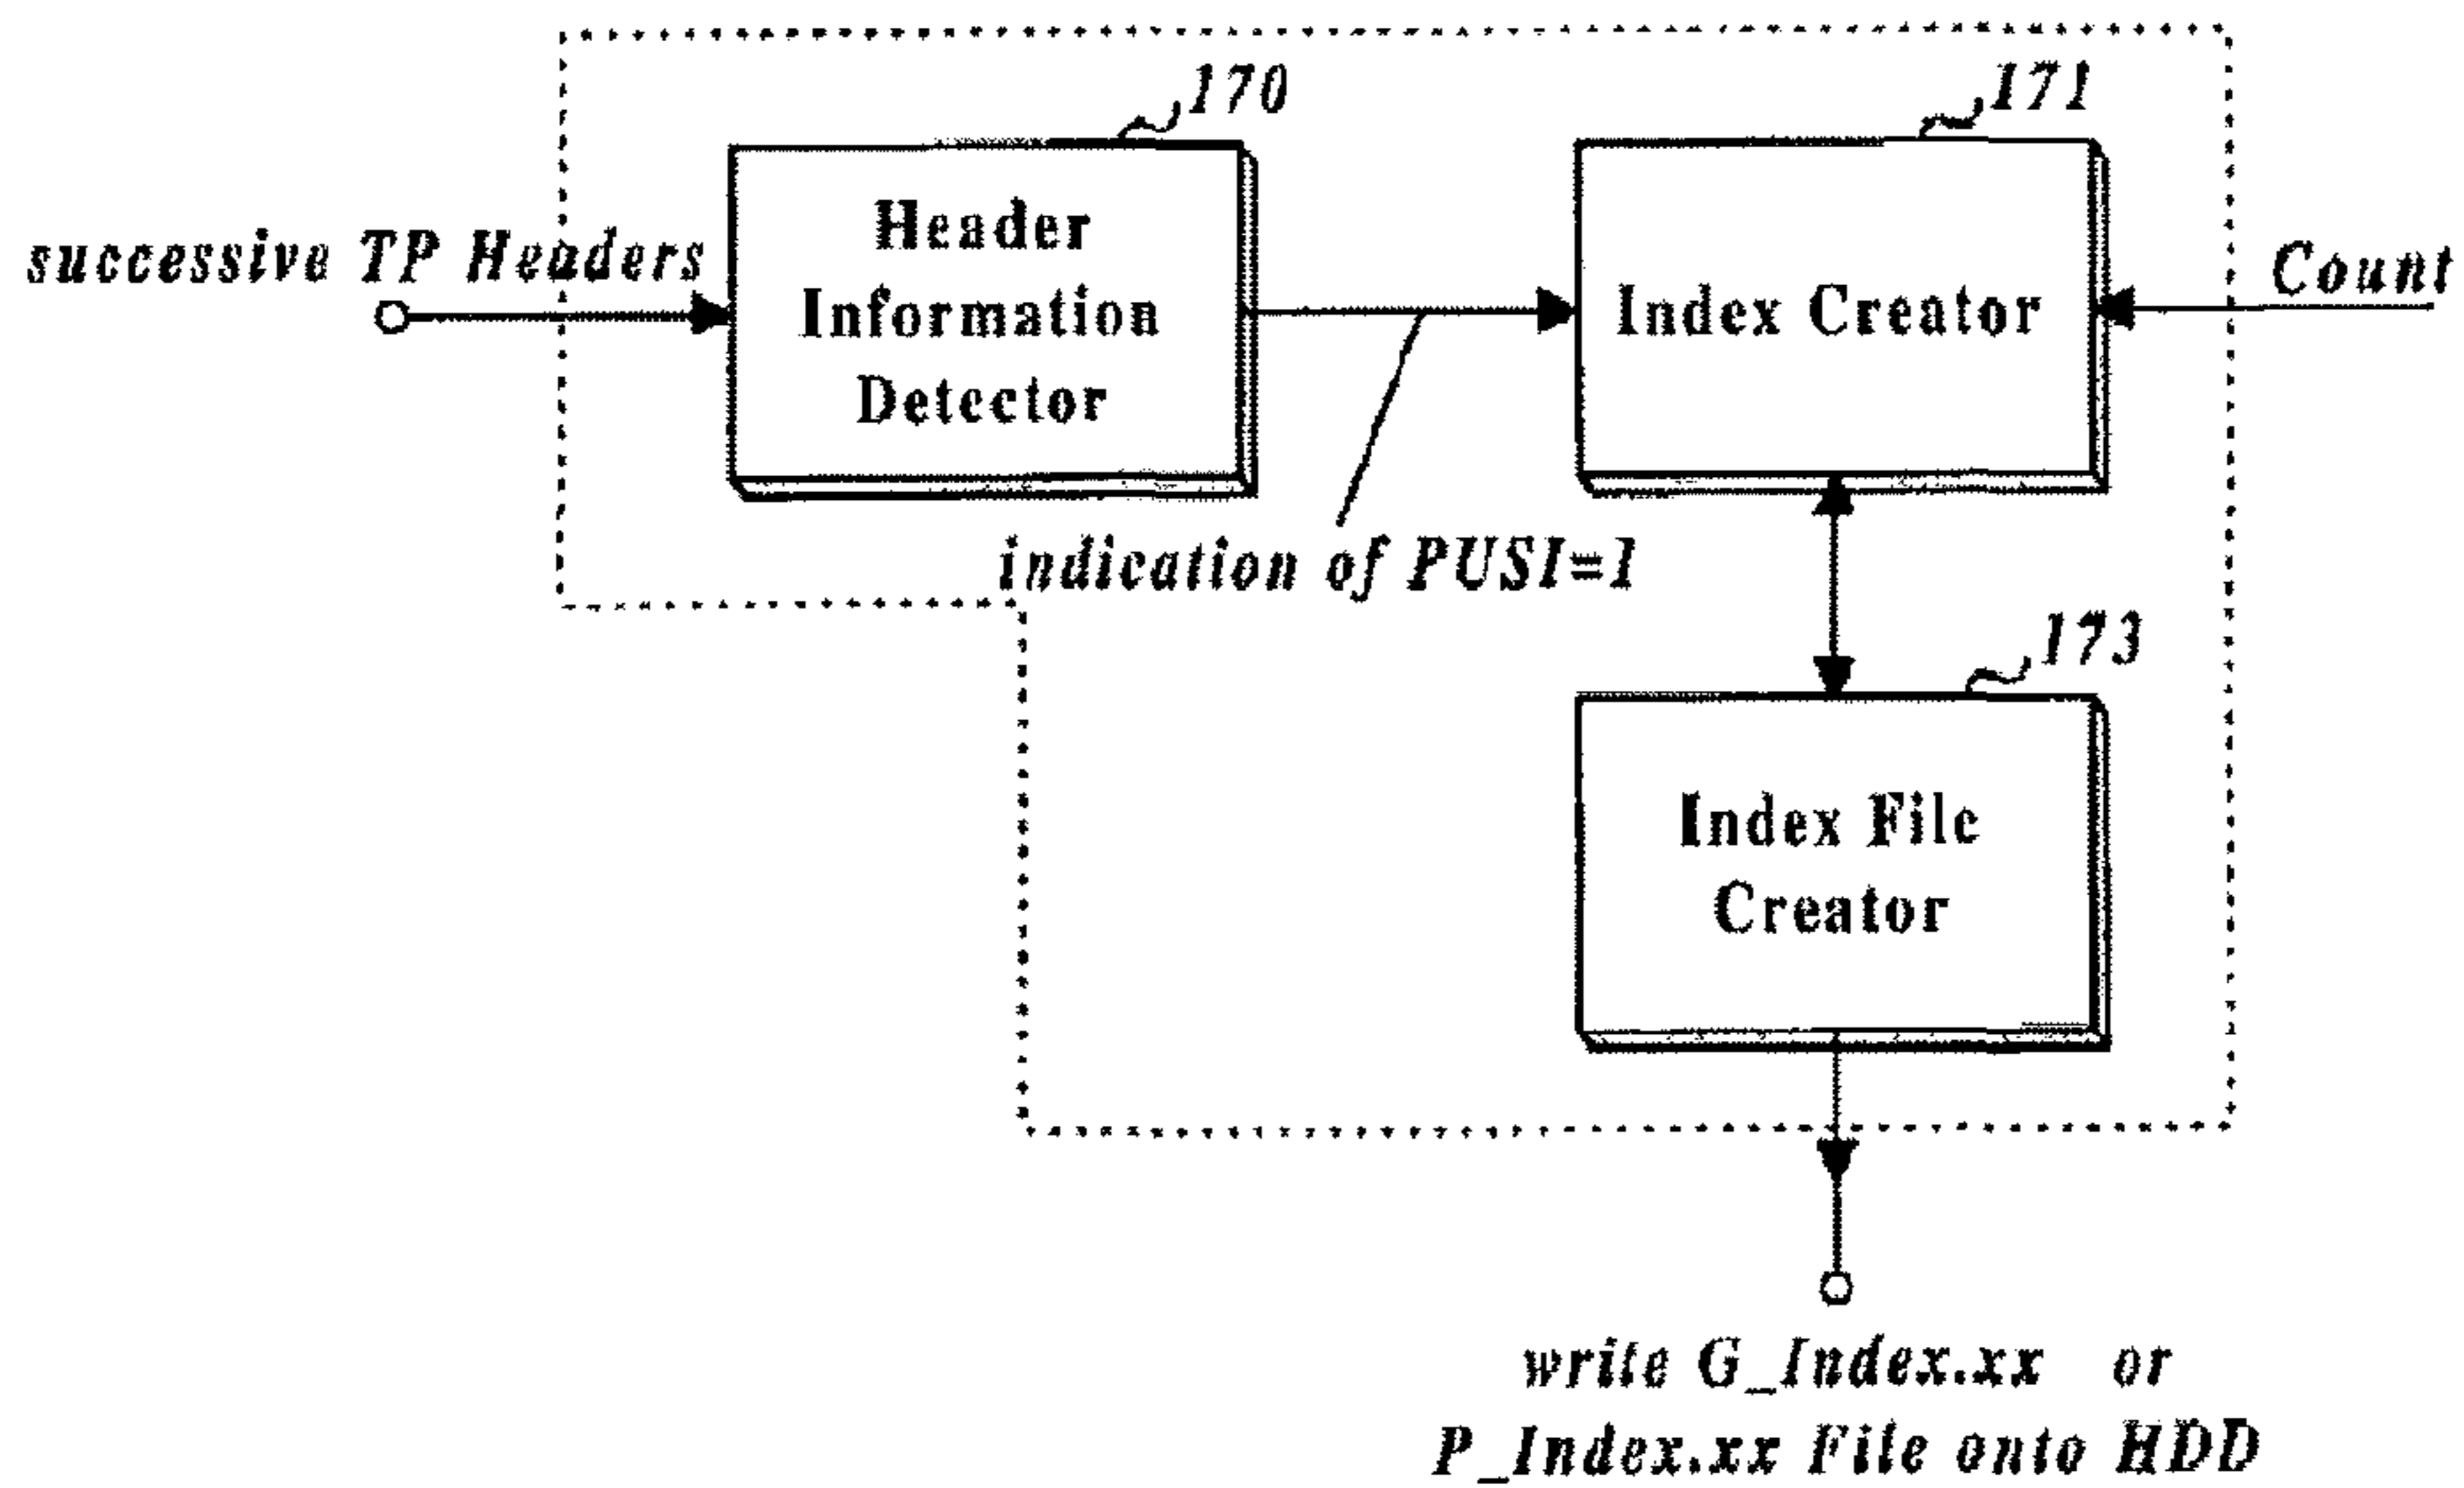 170
171
successive TP Headers
Header
Information
Detector
Index Creator
Count
indication of PUSI=1
173
Index File
Creator
write G_Index.xx or
P_Index.xx File onto HDD